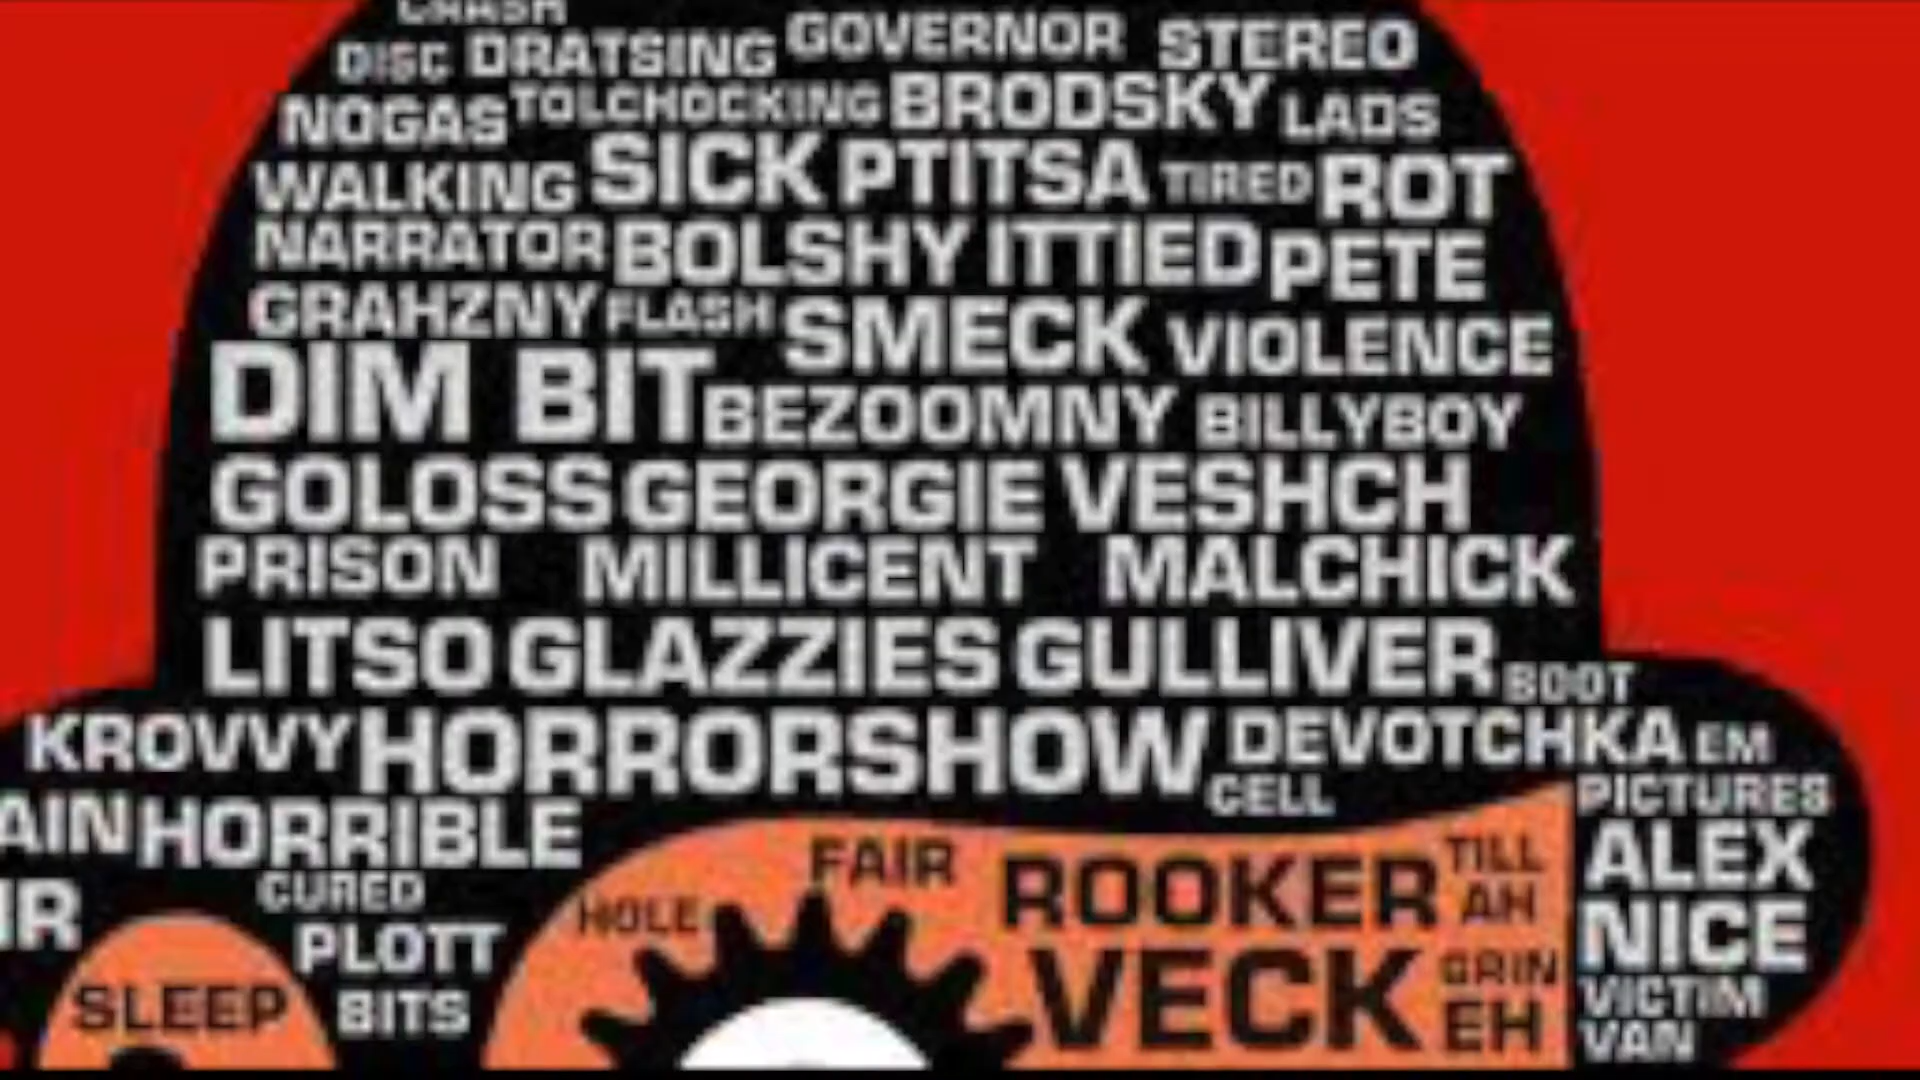 CRASH
DISC DRATSING GOVERNOR STEREO
NOGAS TOLCHOCKING BRODSKY LADS
WALKING SICK PTITSA TIRED ROT
NARRATOR BOLSHY ITTIED PETE
GRAHZNY FLASH SMECK VIOLENCE
DIM BIT BEZOOMNY BILLYBOY
GOLOSS GEORGIE VESHCH
PRISON MILLICENT MALCHICK
LITSO GLAZZIES GULLIVER BOOT
KROVVY HORRORSHOW DEVOTCHKA EM
CELL PICTURES
AIN HORRIBLE FAIR ROOKER TILL ALEX
CURED HOLE AH
IR PLOTT VECK GRIN NICE
SLEEP BITS EH VICTIM
VAN